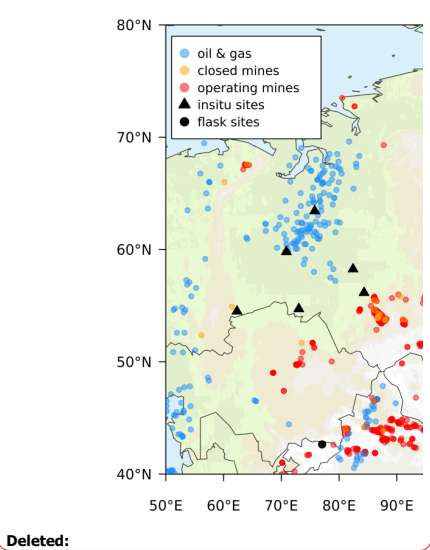 80°N
oil & gas
closed mines
operating mines
insitu sites
flask sites
70°N
60°N
50°N
40°N
50°E 60°E 70°E 80°E 90°E
Deleted: